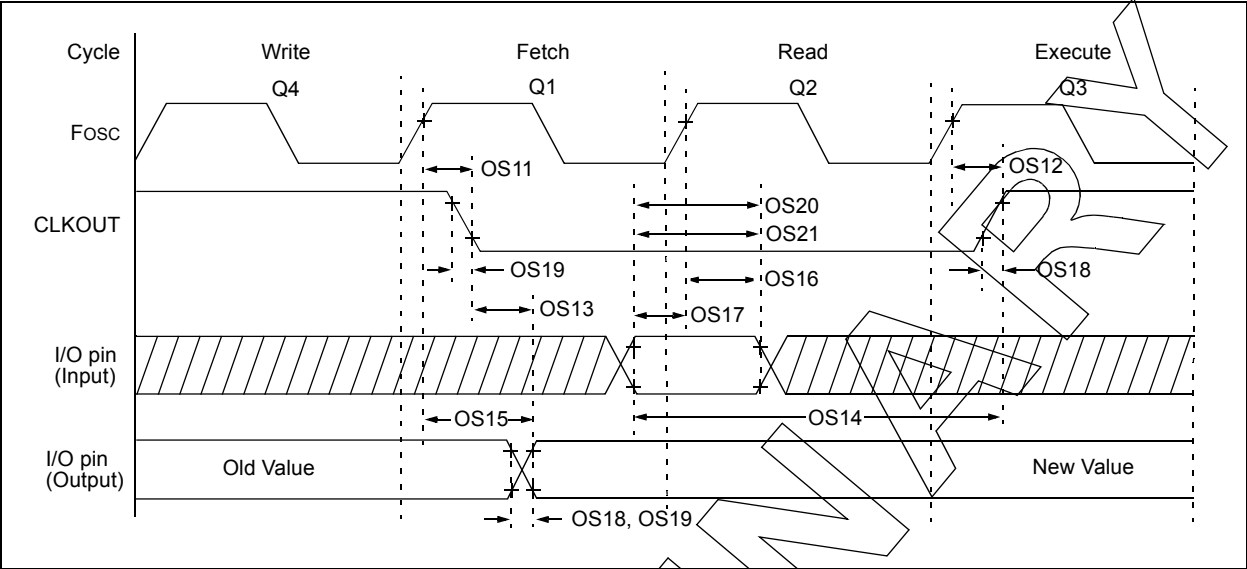 Cycle Write Fetch Read Execute
Q4 Q1 Q2 Q3
FOSC
OS11 OS12
CLKOUT
OS20
OS21
OS19 OS18
OS16
OS13 OS17
I/O pin
(Input)
OS15 OS14
I/O pin
(Output)
Old Value New Value
OS18, OS19